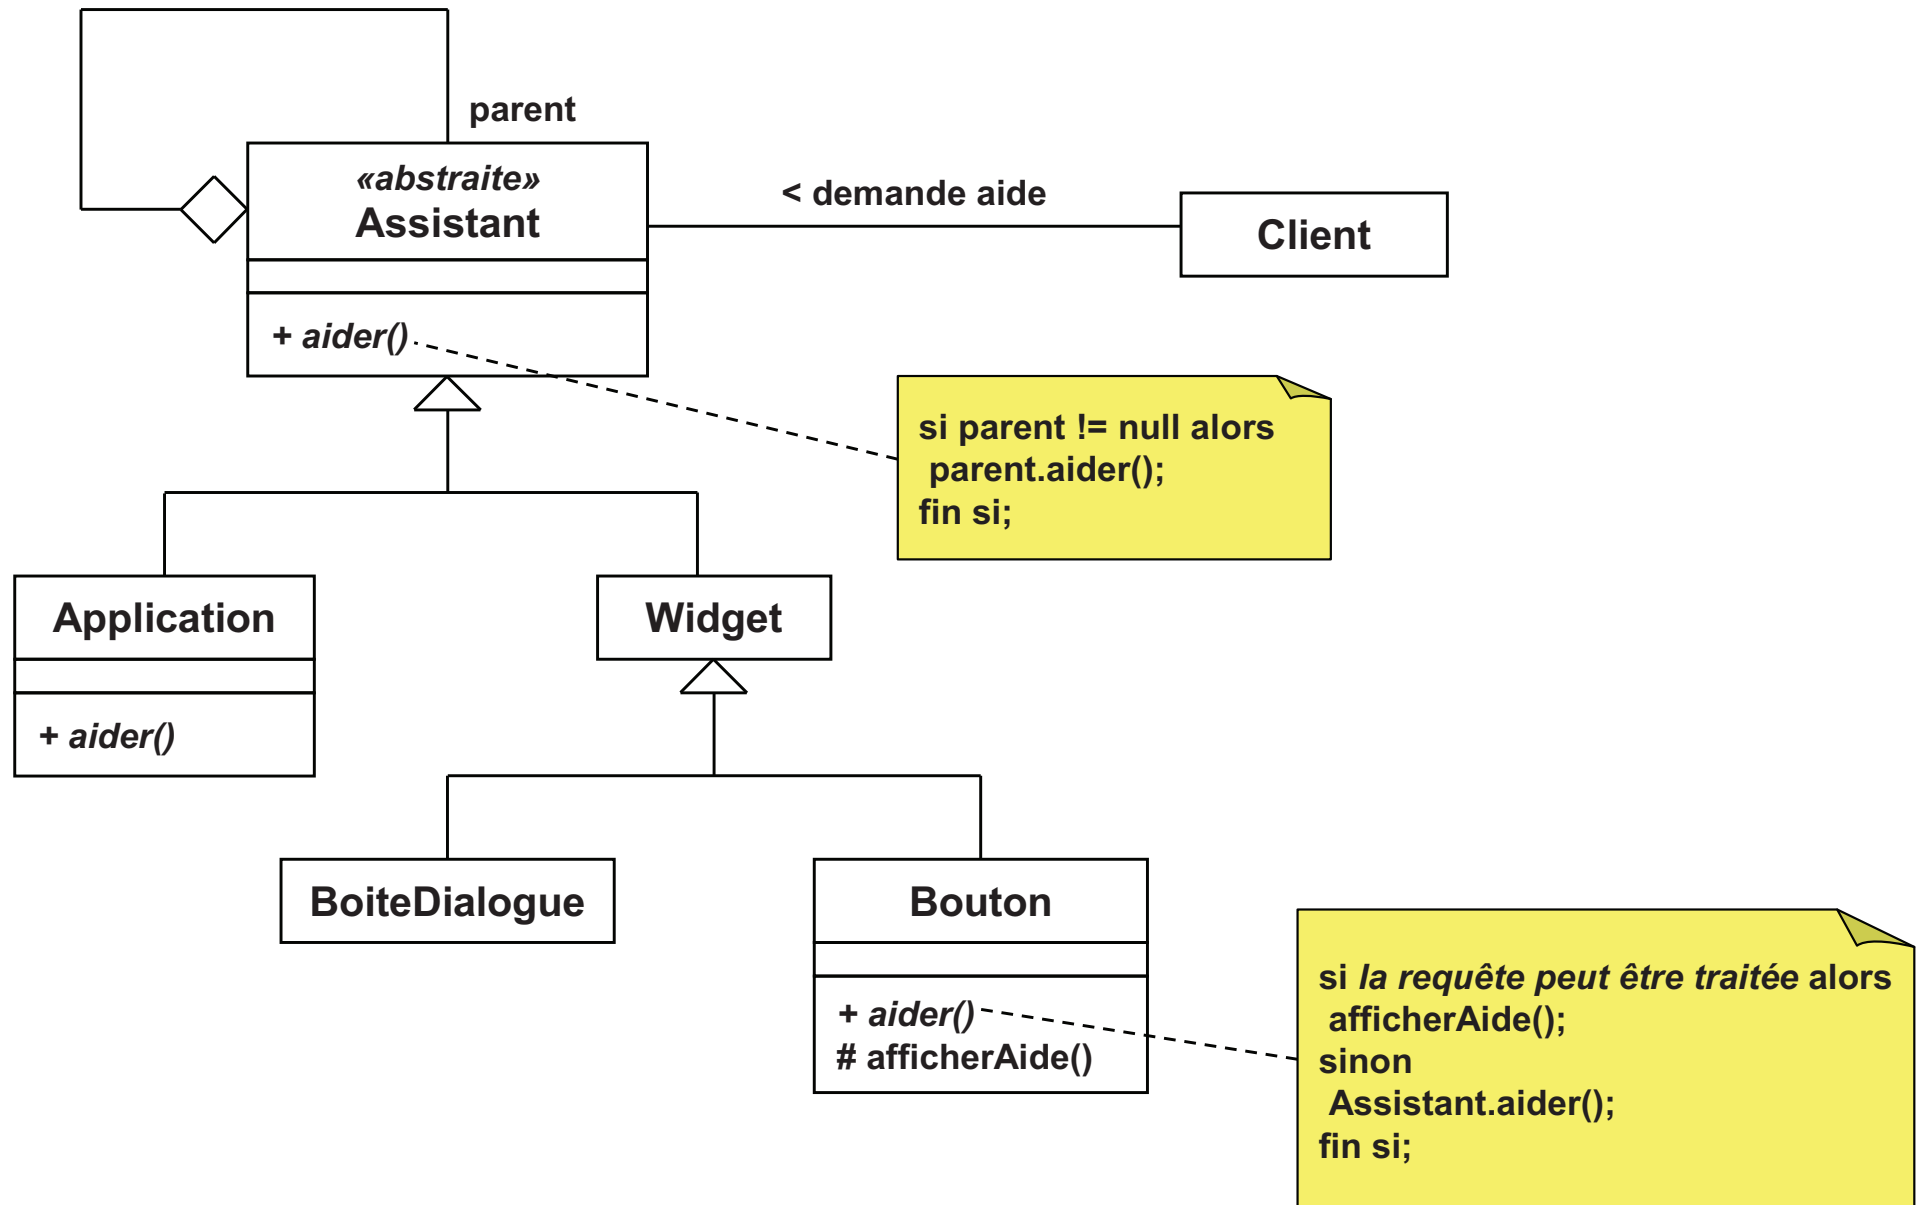 parent
«abstraite»
Assistant
+ aider()
< demande aide
Client
si parent != null alors
parent.aider();
fin si;
Application
+ aider()
Widget
BoiteDialogue
Bouton
+ aider()
# afficherAide()
si la requête peut être traitée alors
afficherAide();
sinon
Assistant.aider();
fin si;